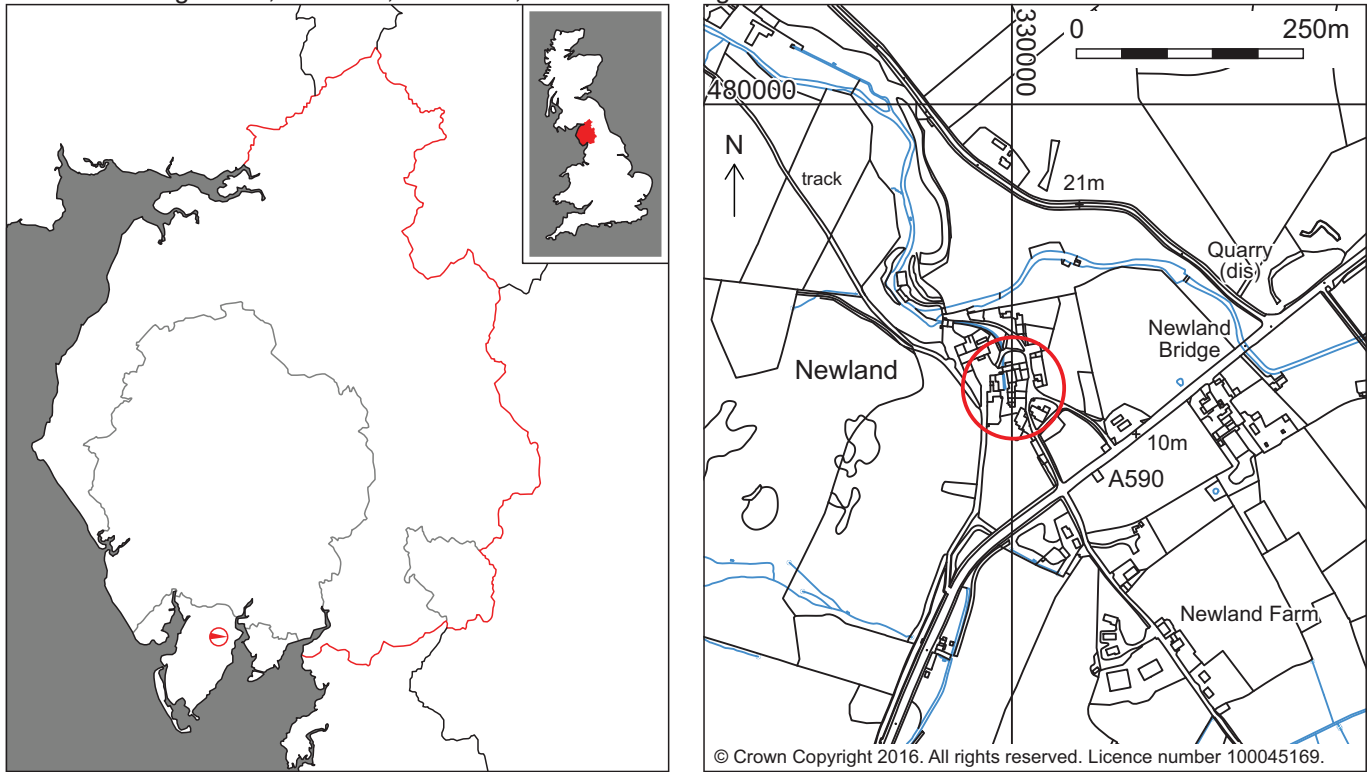 0 250m
330000
480000
N
track
21m
Quarry
(dis)
Newland
Bridge
Newland
10m
A590
Newland Farm
© Crown Copyright 2016. All rights reserved. Licence number 100045169.